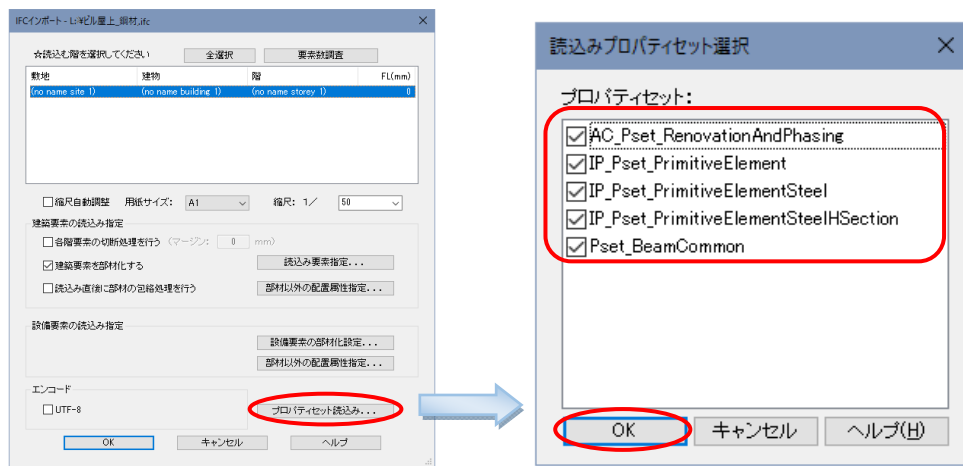 IFCインポート - L:¥ビル屋上_鋼材.ifc
☆読込む階を選択してください 全選択 要素数調査
敷地 建物 階 FL(mm)
(no name site 1) (no name building 1) (no name storey 1) 0
縮尺自動調整 用紙サイズ: A1 縮尺: 1／ 50
建築要素の読込み指定
各階要素の切断処理を行う (マージン: 0 mm)
建築要素を部材化する 読込み要素指定...
読込み直後に部材の包絡処理を行う 部材以外の配置属性指定...
設備要素の読込み指定
設備要素の部材化設定...
部材以外の配置属性指定...
エンコード
UTF-8 プロパティセット読込み...
OK キャンセル ヘルプ
読込みプロパティセット選択
プロパティセット:
AC_Pset_RenovationAndPhasing
IP_Pset_PrimitiveElement
IP_Pset_PrimitiveElementSteel
IP_Pset_PrimitiveElementSteelHSection
Pset_BeamCommon
OK キャンセル ヘルプ(H)